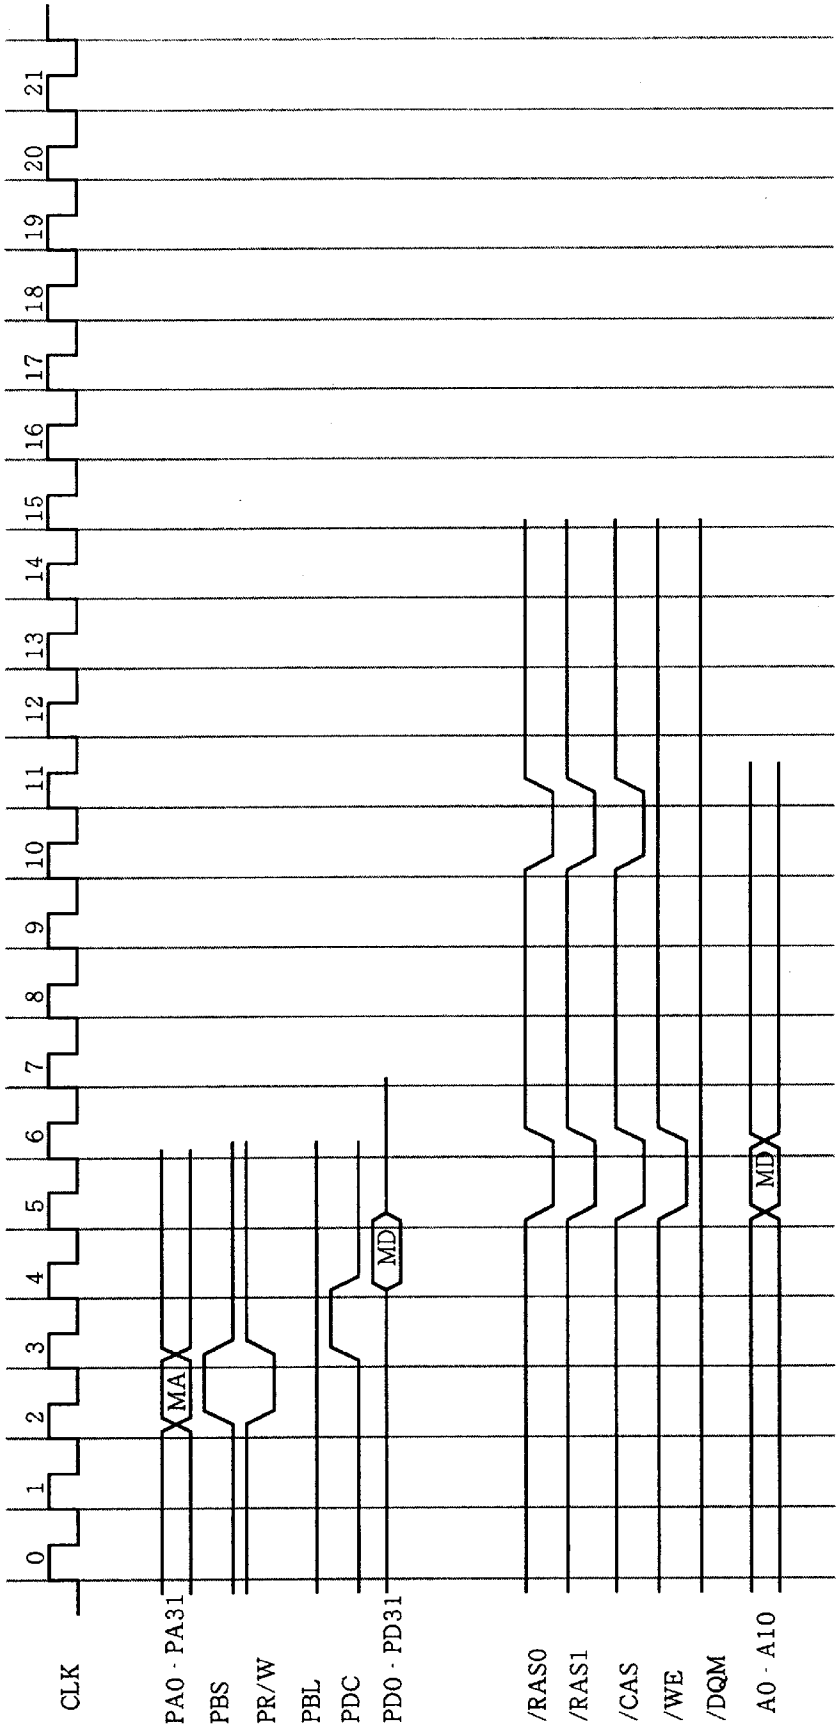 0 1 2 3 4 5 6 7 8 9 10 11 12 13 14 15 16 17 18 19 20 21
CLK
PA0 - PA31 MA
PBS
PR/W
PBL
PDC
PD0 - PD31 MD
/RAS0
/RAS1
/CAS
/WE
/DQM
A0 - A10 MD